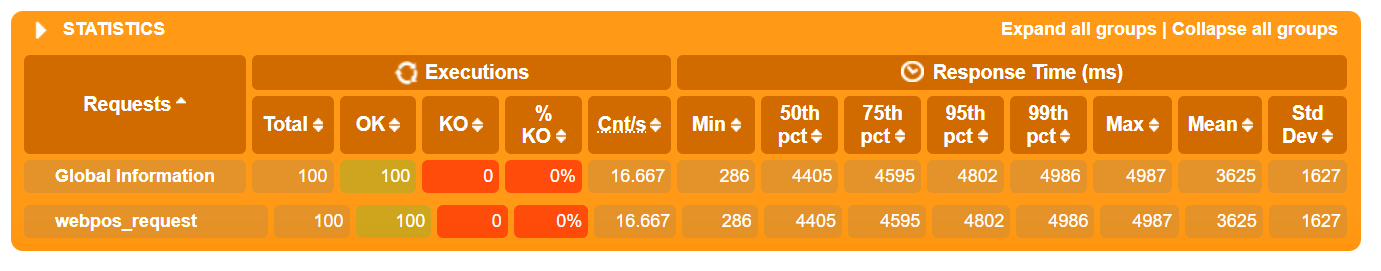 STATISTICS Expand all groups | Collapse all groups
Requests Executions Response Time (ms)
Total OK KO % KO Cnt/s Min 50th pct 75th pct 95th pct 99th pct Max Mean Std Dev
Global Information 100 100 0 0% 16.667 286 4405 4595 4802 4986 4987 3625 1627
webpos_request 100 100 0 0% 16.667 286 4405 4595 4802 4986 4987 3625 1627